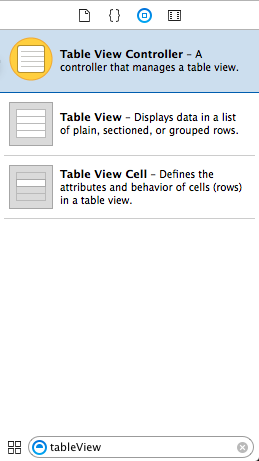 { }
Table View Controller – A
controller that manages a table view.
Table View – Displays data in a list
of plain, sectioned, or grouped rows.
Table View Cell – Defines the
attributes and behavior of cells (rows)
in a table view.
tableView